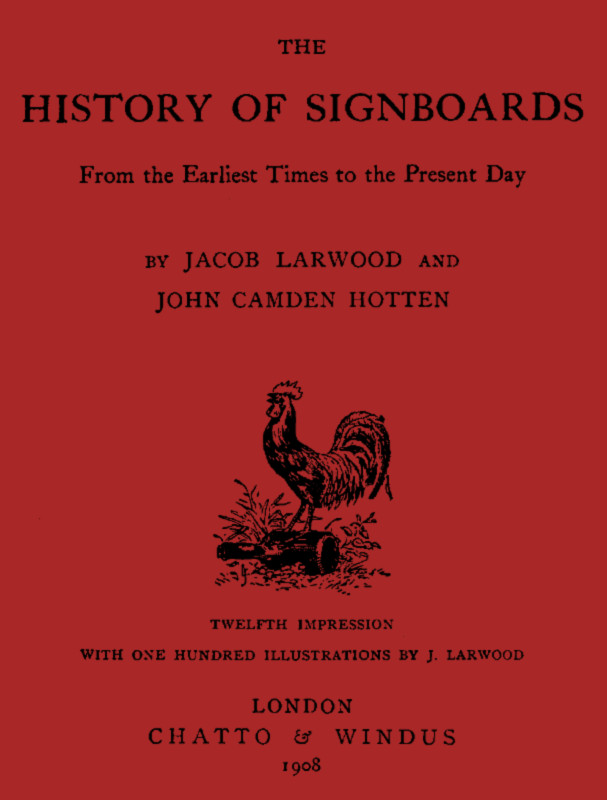 THE
HISTORY OF SIGNBOARDS
From the Earliest Times to the Present Day
BY JACOB LARWOOD AND
JOHN CAMDEN HOTTEN
TWELFTH IMPRESSION
WITH ONE HUNDRED ILLUSTRATIONS BY J. LARWOOD
LONDON
CHATTO & WINDUS
1908